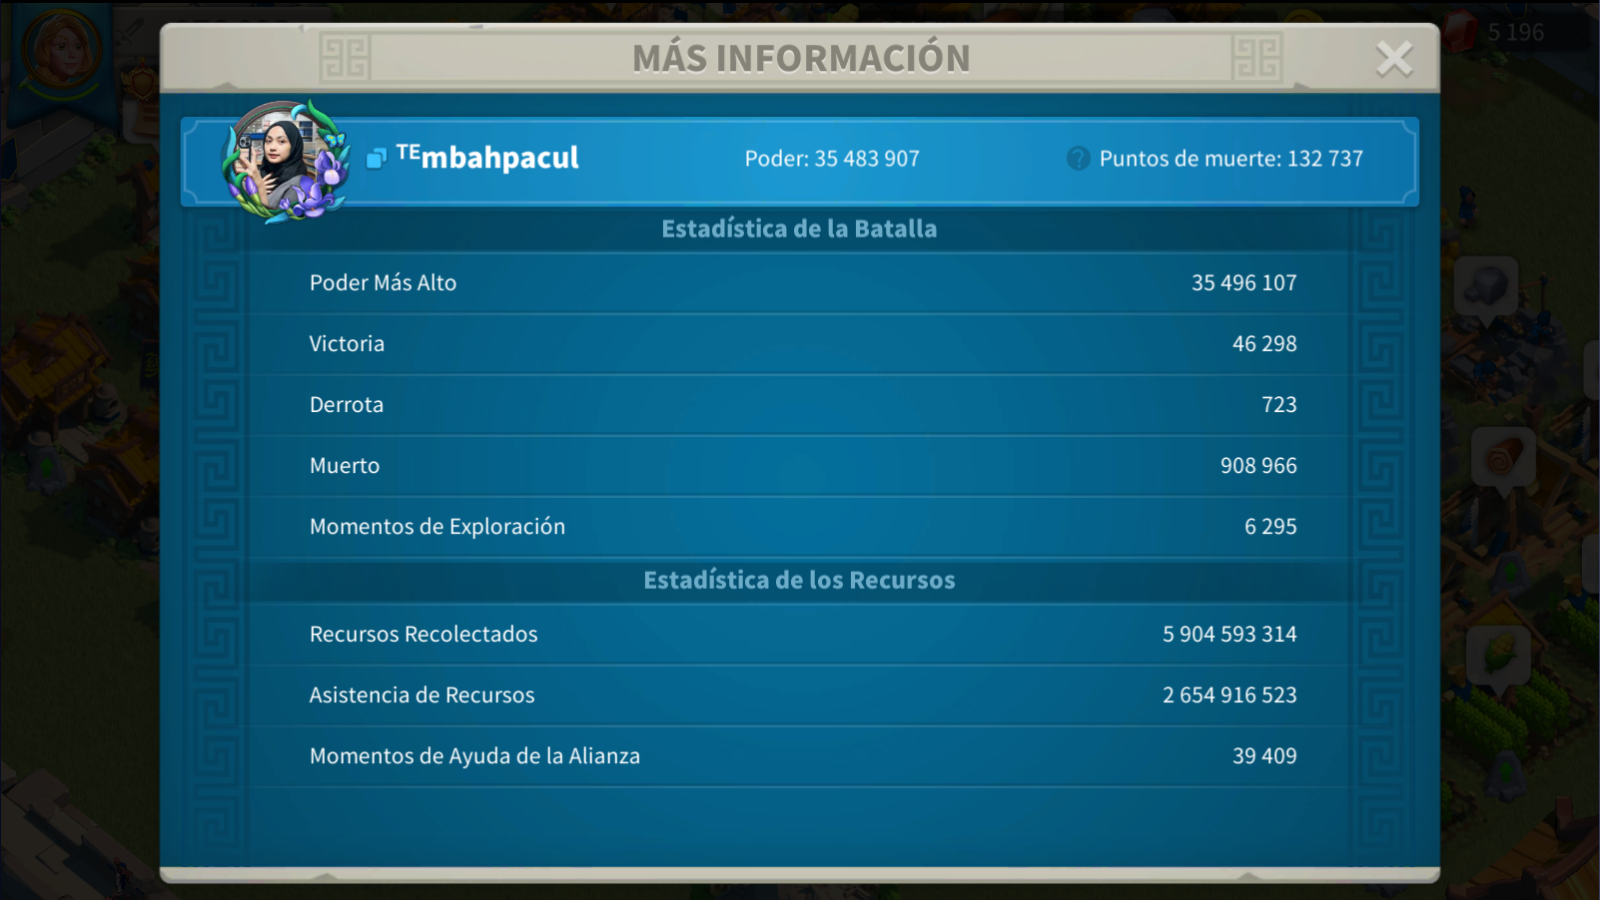 5 196
MÁS INFORMACIÓN
TEmbahpacul
Poder: 35 483 907
? Puntos de muerte: 132 737
Estadística de la Batalla
Poder Más Alto 35 496 107
Victoria 46 298
Derrota 723
Muerto 908 966
Momentos de Exploración 6 295
Estadística de los Recursos
Recursos Recolectados 5 904 593 314
Asistencia de Recursos 2 654 916 523
Momentos de Ayuda de la Alianza 39 409